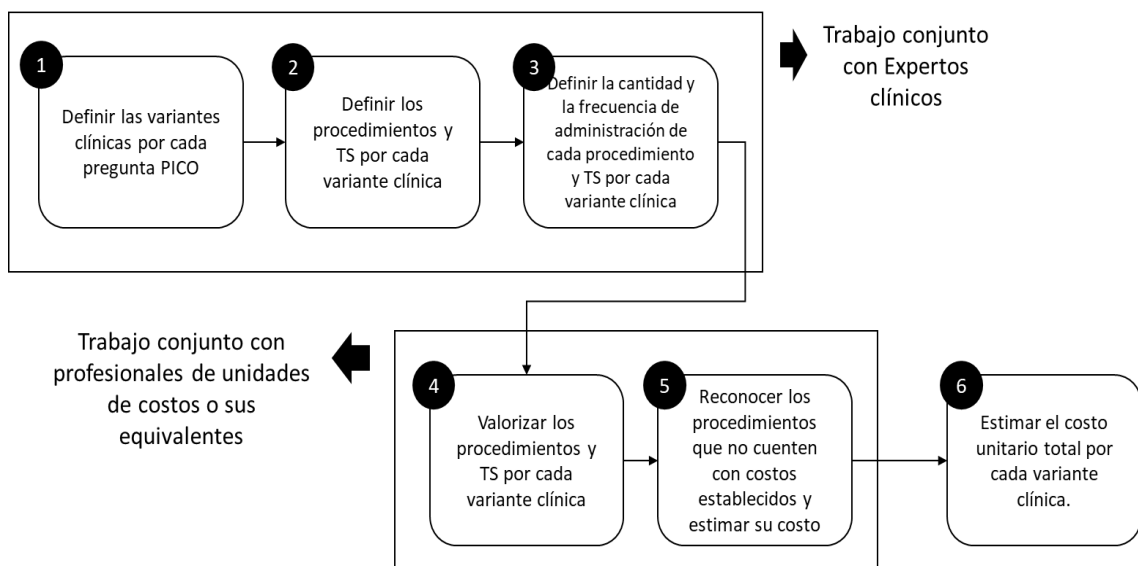 1
Definir las variantes
clínicas por cada
pregunta PICO
2
Definir los
procedimientos y
TS por cada
variante clínica
3
Definir la cantidad y
la frecuencia de
administración de
cada procedimiento
y TS por cada
variante clínica
Trabajo conjunto
con Expertos
clínicos
Trabajo conjunto con
profesionales de unidades
de costos o sus
equivalentes
4
Valorizar los
procedimientos y
TS por cada
variante clínica
5
Reconocer los
procedimientos
que no cuenten
con costos
establecidos y
estimar su costo
6
Estimar el costo
unitario total por
cada variante
clínica.